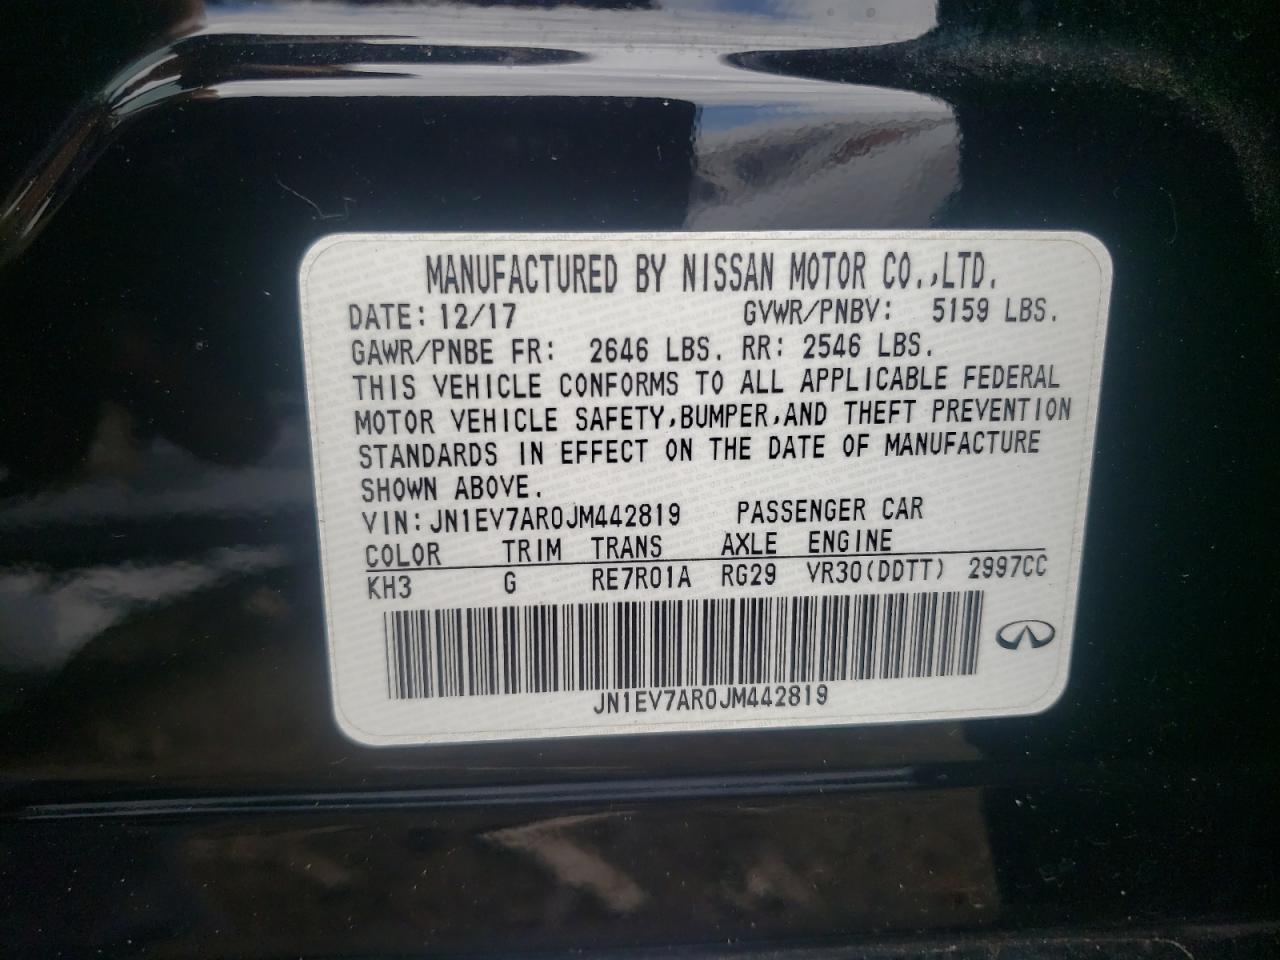 MANUFACTURED BY NISSAN MOTOR CO.,LTD.
DATE: 12/17 GVWR/PNBV: 5159 LBS.
GAWR/PNBE FR: 2646 LBS. RR: 2546 LBS.
THIS VEHICLE CONFORMS TO ALL APPLICABLE FEDERAL
MOTOR VEHICLE SAFETY,BUMPER,AND THEFT PREVENTION
STANDARDS IN EFFECT ON THE DATE OF MANUFACTURE
SHOWN ABOVE.
VIN:JN1EV7AR0JM442819 PASSENGER CAR
COLOR TRIM TRANS AXLE ENGINE
KH3 G RE7R01A RG29 VR30(DDTT) 2997CC
JN1EV7AR0JM442819